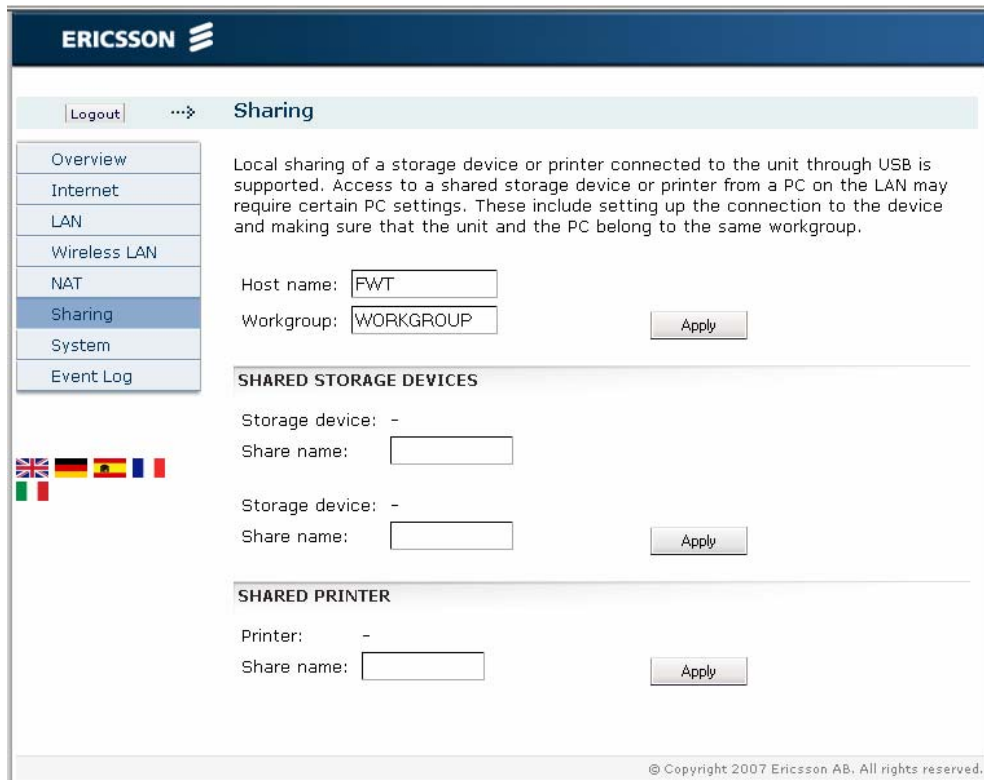 ERICSSON
Logout
Sharing
Overview
Internet
LAN
Wireless LAN
NAT
Sharing
System
Event Log
Local sharing of a storage device or printer connected to the unit through USB is
supported. Access to a shared storage device or printer from a PC on the LAN may
require certain PC settings. These include setting up the connection to the device
and making sure that the unit and the PC belong to the same workgroup.
Host name: FWT
Workgroup: WORKGROUP Apply
SHARED STORAGE DEVICES
Storage device: -
Share name:
Storage device: -
Share name: Apply
SHARED PRINTER
Printer: -
Share name: Apply
© Copyright 2007 Ericsson AB. All rights reserved.